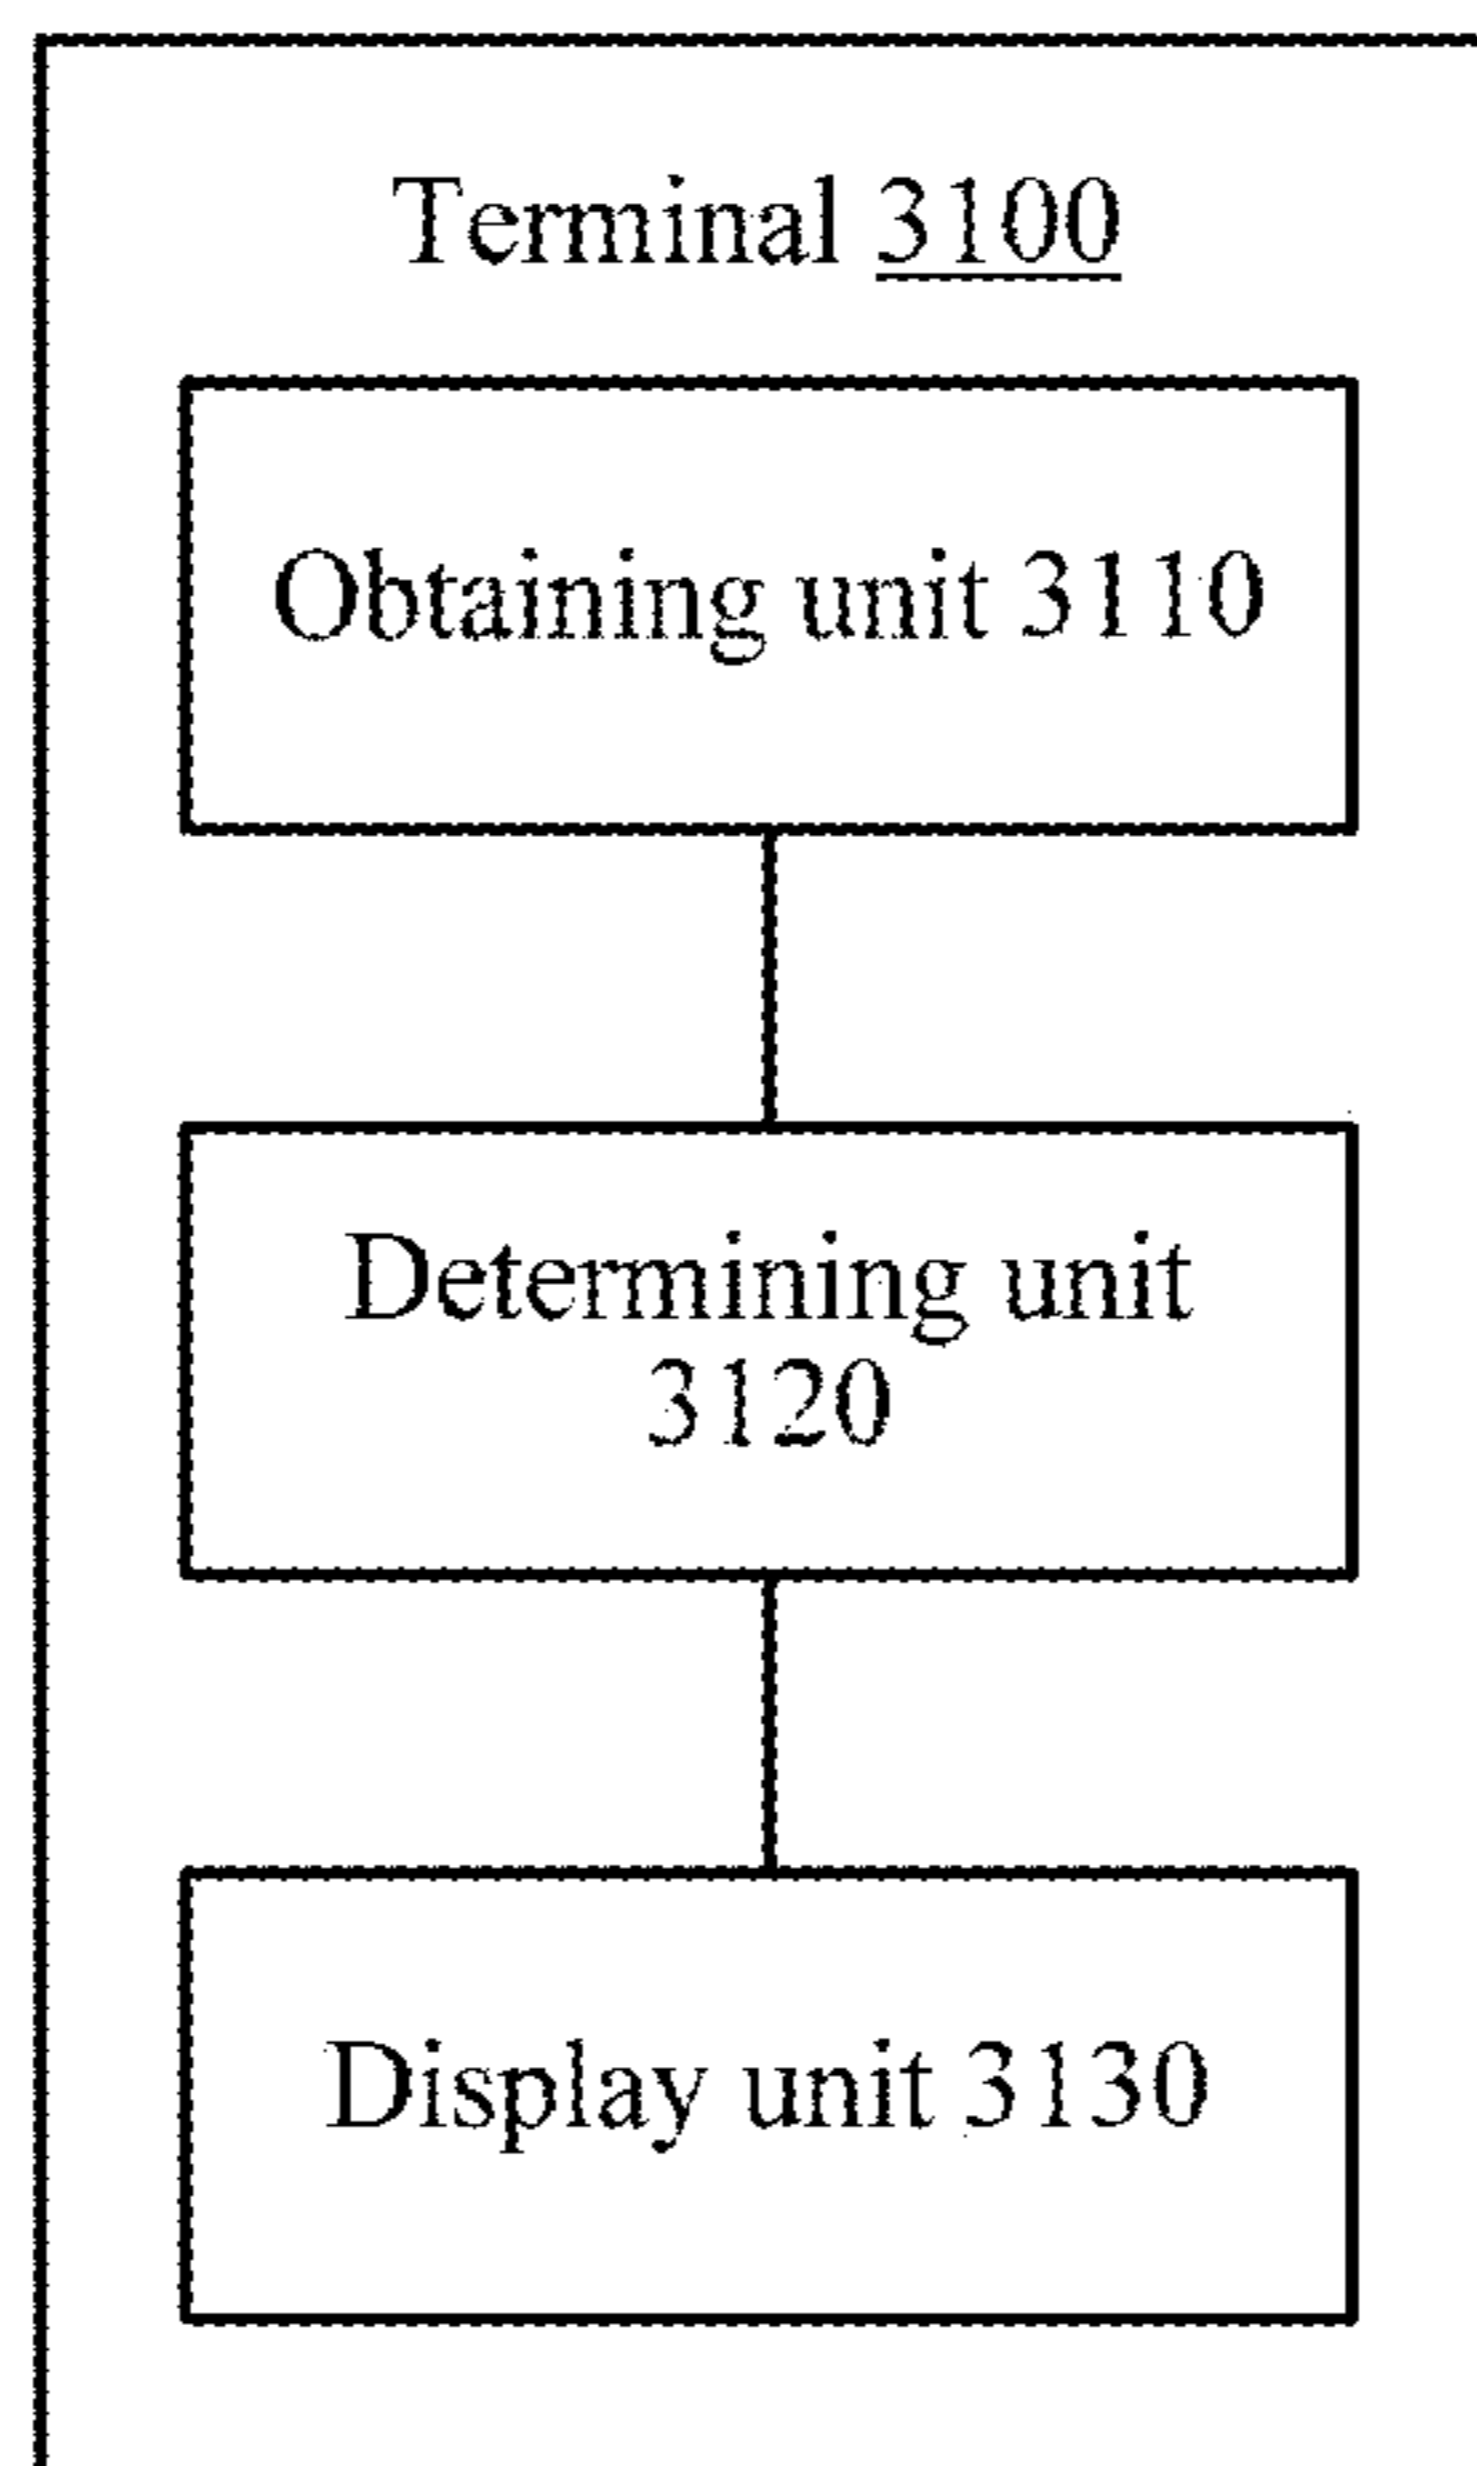 Terminal 3100
Obtaining unit 3110
Determining unit
3120
Display unit 3130